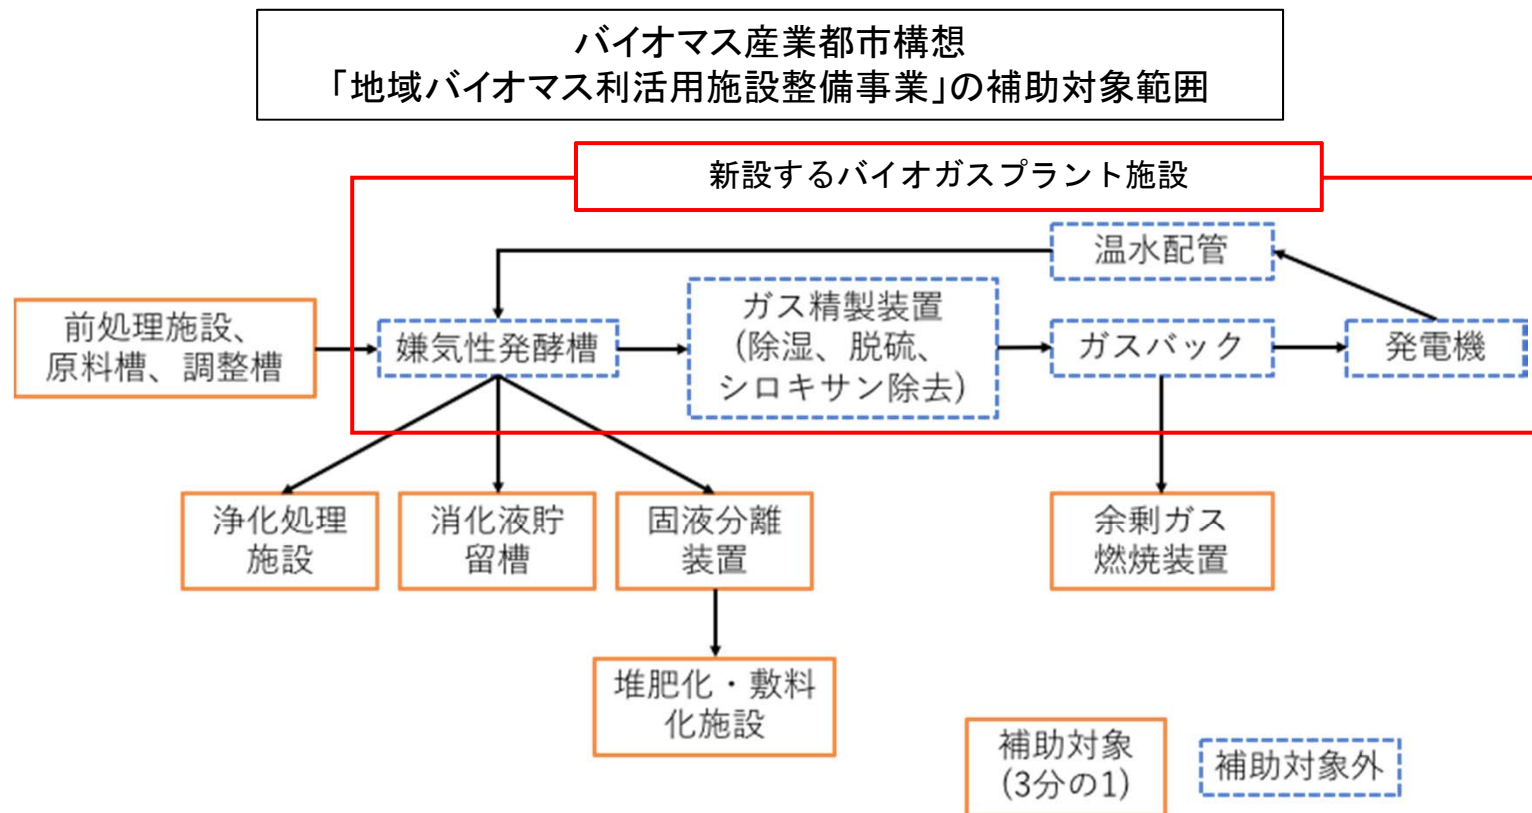 バイオマス産業都市構想
「地域バイオマス利活用施設整備事業」の補助対象範囲
新設するバイオガスプラント施設
温水配管
前処理施設、
原料槽、調整槽
嫌気性発酵槽
ガス精製装置
(除湿、脱硫、
シロキサン除去)
ガスバック
発電機
浄化処理
施設
消化液貯
留槽
固液分離
装置
余剰ガス
燃焼装置
堆肥化・敷料
化施設
補助対象
(3分の1)
補助対象外